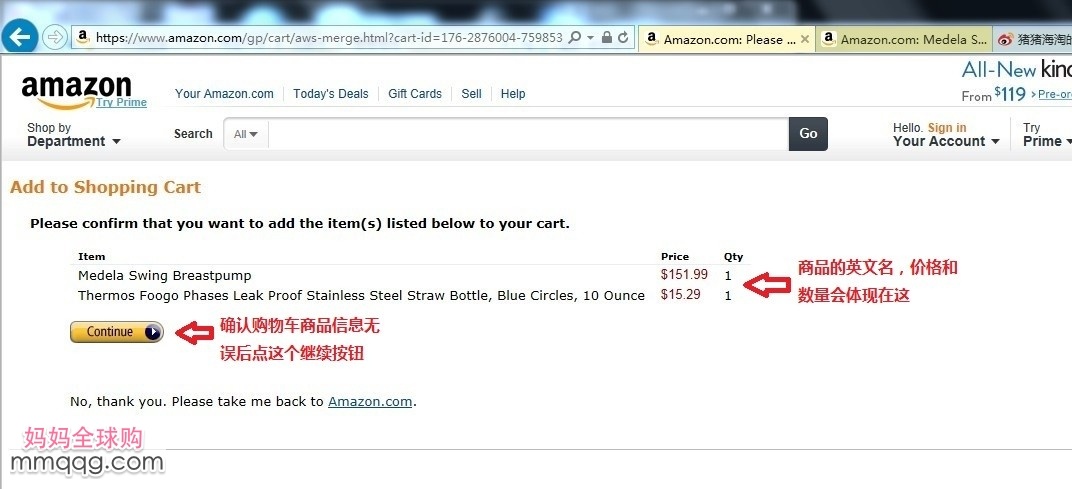 https://www.amazon.com/gp/cart/aws-merge.html?cart-id=176-2876004-759853
Amazon.com: Please ...
Amazon.com: Medela S...
猪猪海淘的
amazon
Try Prime
Your Amazon.com
Today's Deals
Gift Cards
Sell
Help
All-New kin
From $119 > Pre-or
Shop by
Department
Search
All
Go
Hello. Sign in
Your Account
Try
Prime
Add to Shopping Cart
Please confirm that you want to add the item(s) listed below to your cart.
Item Price Qty
Medela Swing Breastpump $151.99 1
Thermos Foogo Phases Leak Proof Stainless Steel Straw Bottle, Blue Circles, 10 Ounce $15.29 1
商品的英文名，价格和
数量会体现在这
Continue
确认购物车商品信息无
误后点这个继续按钮
No, thank you. Please take me back to Amazon.com.
妈妈全球购
mmqqg.com